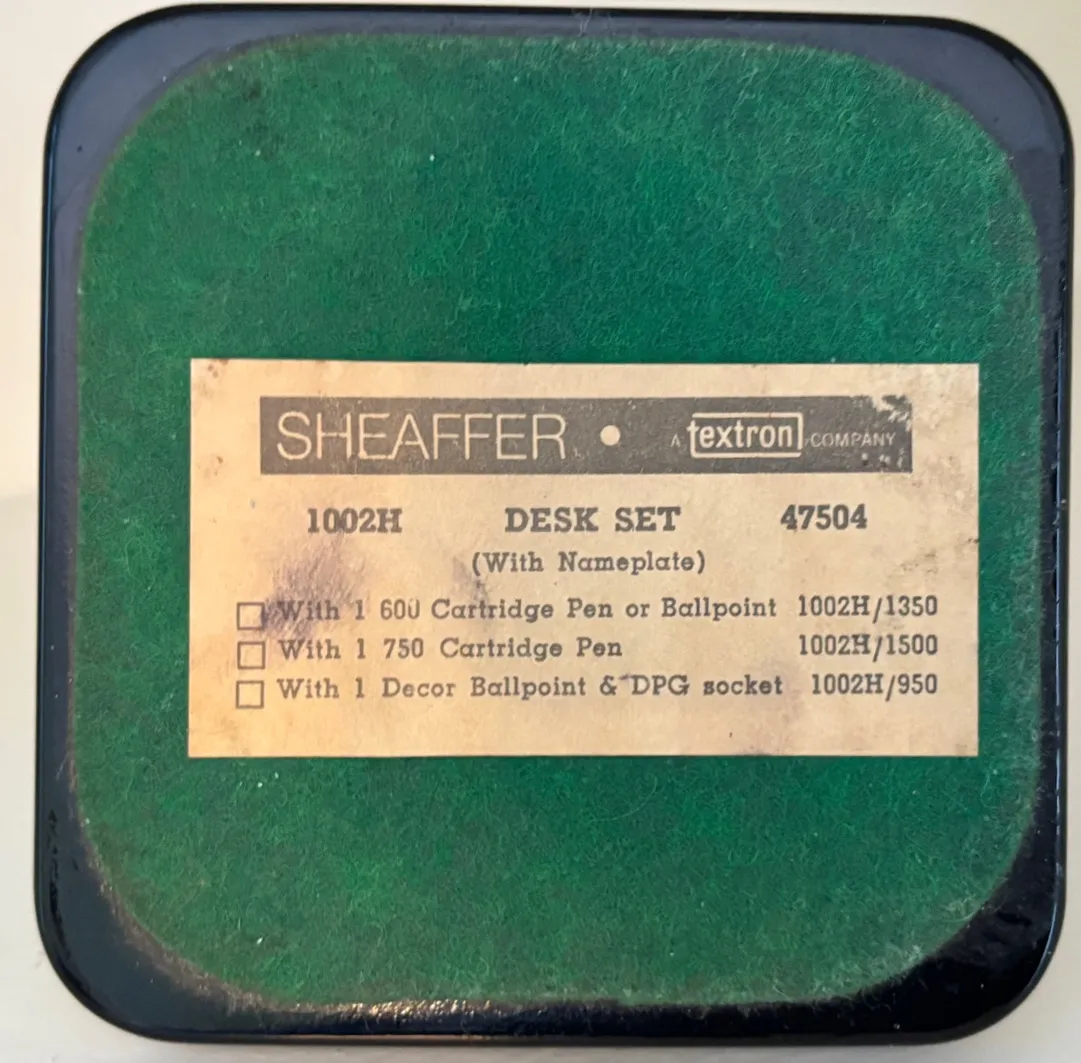 SHEAFFER • A textron COMPANY
1002H DESK SET 47504
(With Nameplate)
☐ With 1 600 Cartridge Pen or Ballpoint 1002H/1350
☐ With 1 750 Cartridge Pen 1002H/1500
☐ With 1 Decor Ballpoint & DPG socket 1002H/950